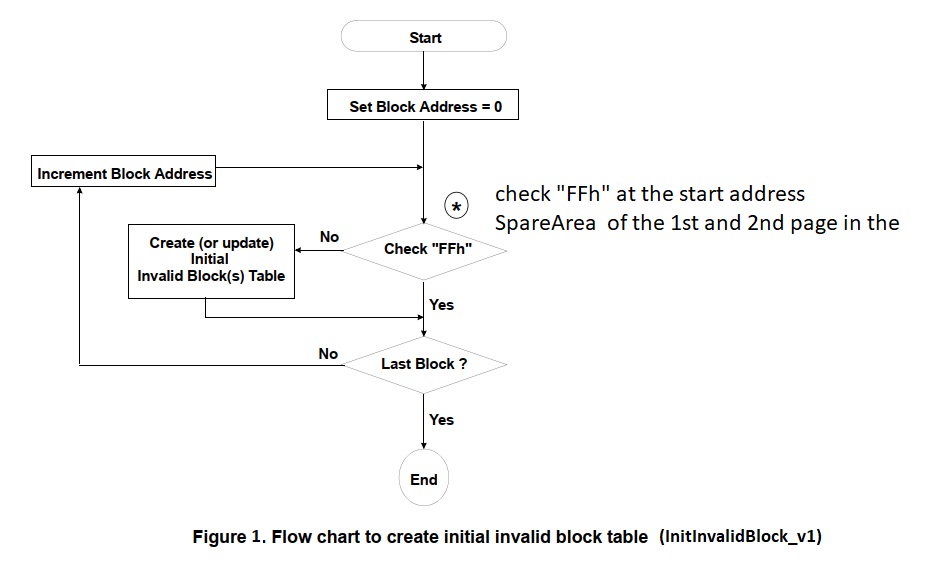 Start
Set Block Address = 0
Increment Block Address
*
check "FFh" at the start address
SpareArea of the 1st and 2nd page in the
No
Check "FFh"
Create (or update)
Initial
Invalid Block(s) Table
Yes
No
Last Block ?
Yes
End
Figure 1. Flow chart to create initial invalid block table (InitInvalidBlock_v1)